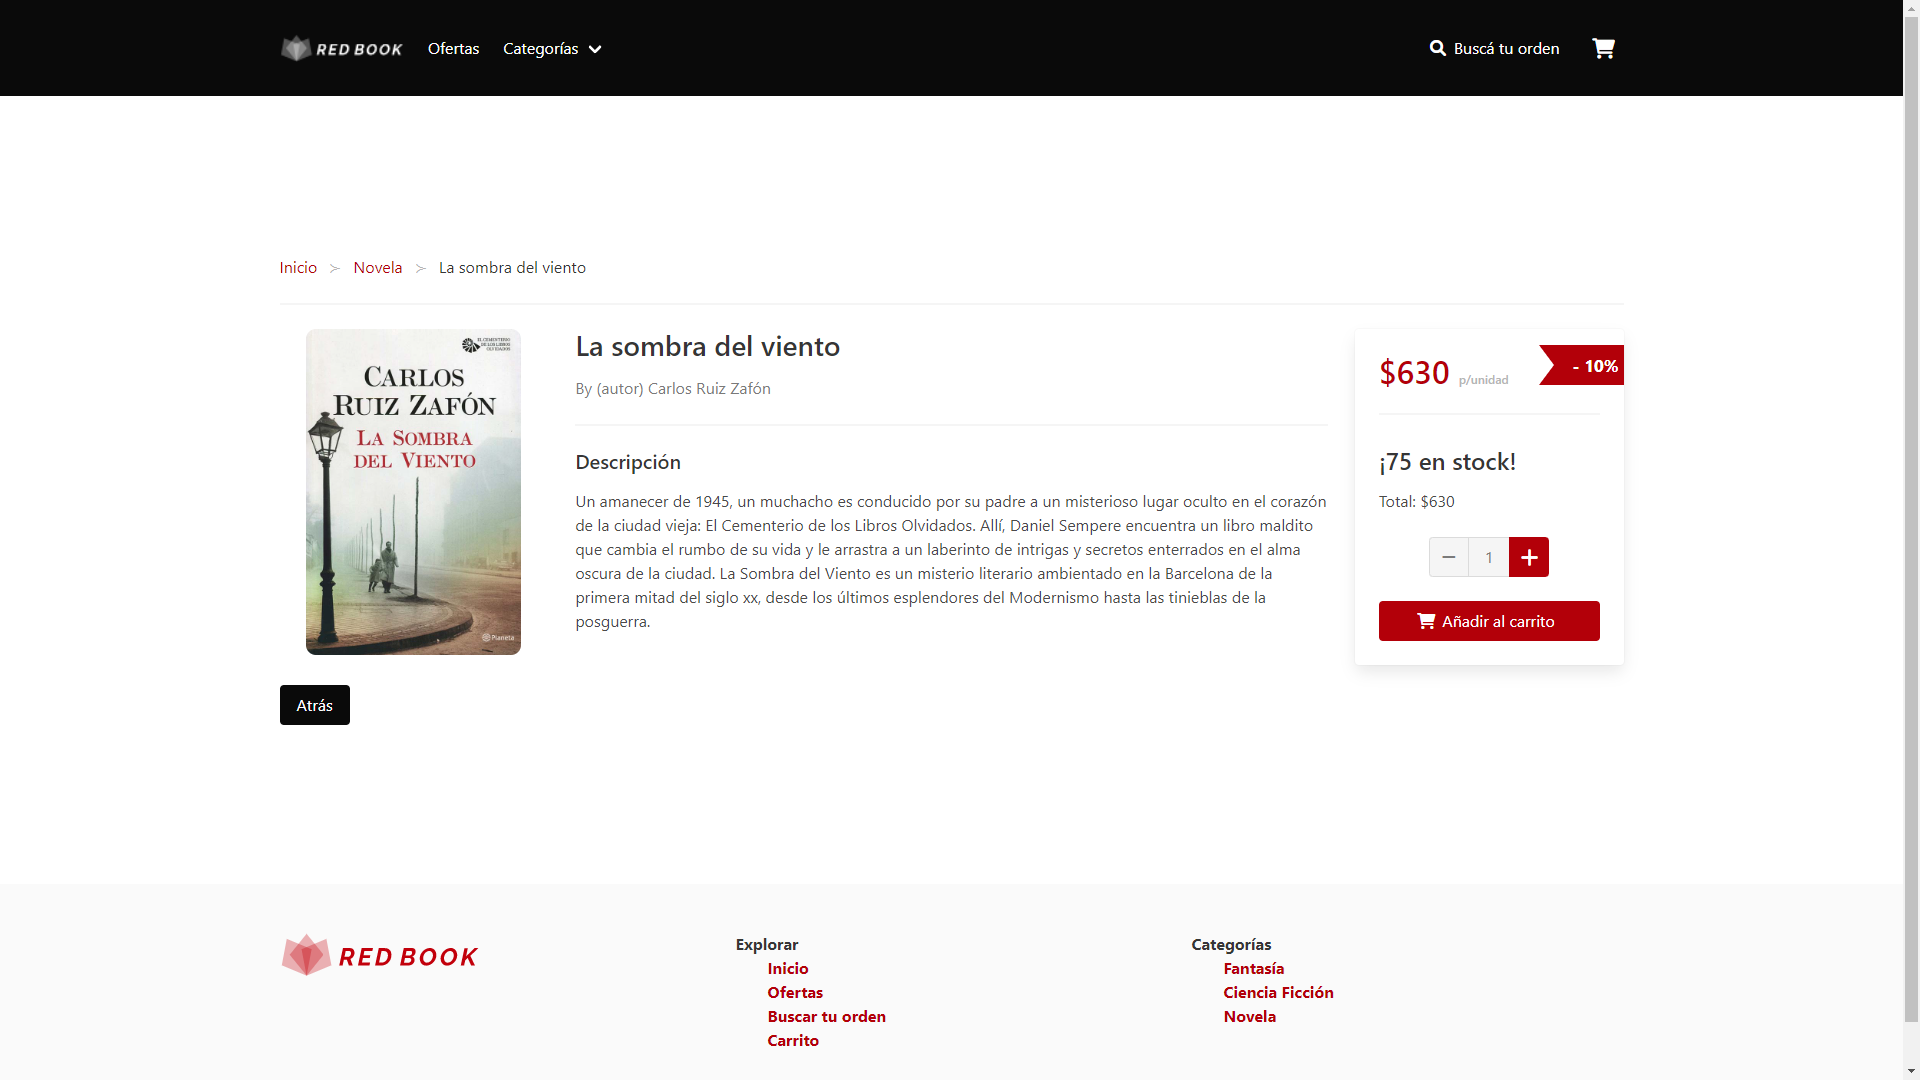 RED BOOK
Ofertas
Categorías
Buscá tu orden
Inicio
Novela
La sombra del viento
EL CEMENTERIO
DE LOS LIBROS
OLVIDADOS
CARLOS
RUIZ ZAFÓN
LA SOMBRA
DEL VIENTO
Planeta
La sombra del viento
By (autor) Carlos Ruiz Zafón
Descripción
Un amanecer de 1945, un muchacho es conducido por su padre a un misterioso lugar oculto en el corazón
de la ciudad vieja: El Cementerio de los Libros Olvidados. Allí, Daniel Sempere encuentra un libro maldito
que cambia el rumbo de su vida y le arrastra a un laberinto de intrigas y secretos enterrados en el alma
oscura de la ciudad. La Sombra del Viento es un misterio literario ambientado en la Barcelona de la
primera mitad del siglo xx, desde los últimos esplendores del Modernismo hasta las tinieblas de la
posguerra.
$630 p/unidad
- 10%
¡75 en stock!
Total: $630
1
Añadir al carrito
Atrás
RED BOOK
Explorar
Inicio
Ofertas
Buscar tu orden
Carrito
Categorías
Fantasía
Ciencia Ficción
Novela